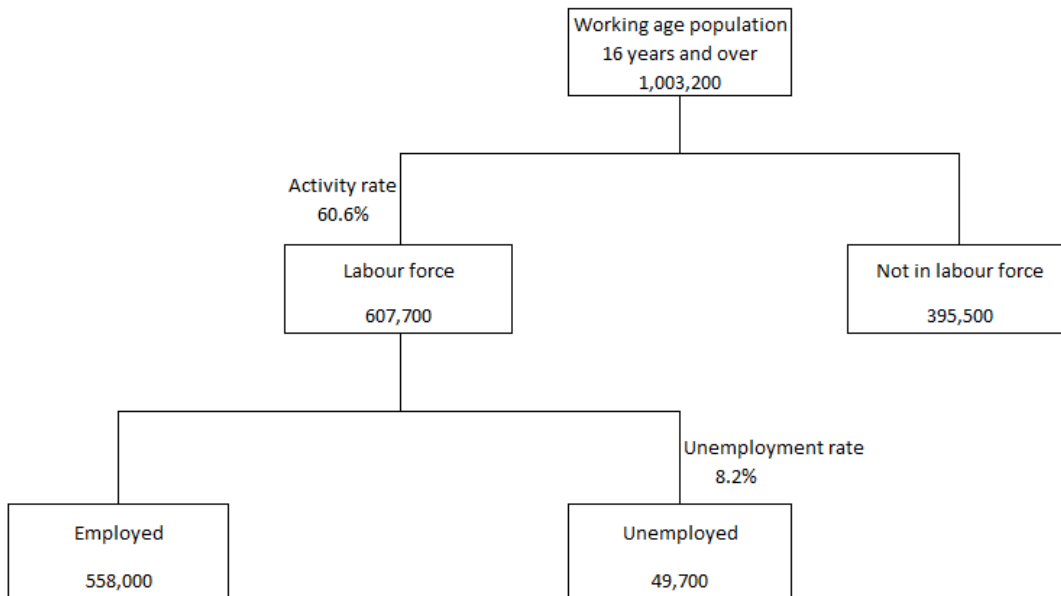 Working age population
16 years and over
1,003,200
Activity rate
60.6%
Labour force
607,700
Not in labour force
395,500
Unemployment rate
8.2%
Employed
558,000
Unemployed
49,700